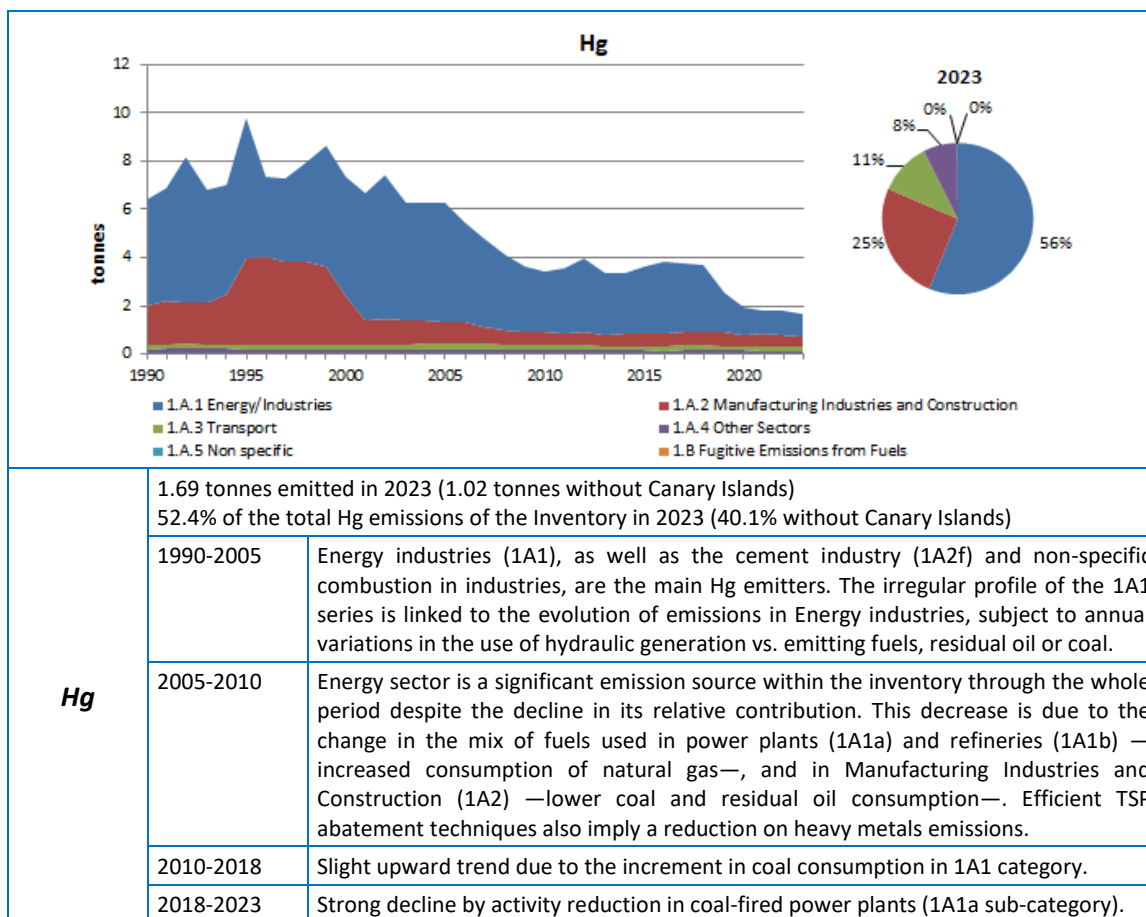 Hg
12
10
8
6
4
2
0
tonnes
1990
1995
2000
2005
2010
2015
2020
2023
0%
0%
8%
11%
25%
56%
1.A.1 Energy/Industries
1.A.2 Manufacturing Industries and Construction
1.A.3 Transport
1.A.4 Other Sectors
1.A.5 Non specific
1.B Fugitive Emissions from Fuels
Hg
1.69 tonnes emitted in 2023 (1.02 tonnes without Canary Islands)
52.4% of the total Hg emissions of the Inventory in 2023 (40.1% without Canary Islands)
1990-2005
Energy industries (1A1), as well as the cement industry (1A2f) and non-specific
combustion in industries, are the main Hg emitters. The irregular profile of the 1A1
series is linked to the evolution of emissions in Energy industries, subject to annua
variations in the use of hydraulic generation vs. emitting fuels, residual oil or coal.
2005-2010
Energy sector is a significant emission source within the inventory through the whole
period despite the decline in its relative contribution. This decrease is due to the
change in the mix of fuels used in power plants (1A1a) and refineries (1A1b) —
increased consumption of natural gas—, and in Manufacturing Industries and
Construction (1A2) —lower coal and residual oil consumption—. Efficient TSP
abatement techniques also imply a reduction on heavy metals emissions.
2010-2018
Slight upward trend due to the increment in coal consumption in 1A1 category.
2018-2023
Strong decline by activity reduction in coal-fired power plants (1A1a sub-category).